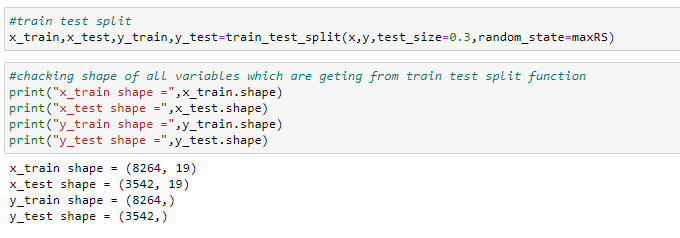 #train test split
x_train,x_test,y_train,y_test=train_test_split(x,y,test_size=0.3,random_state=maxRS)
#chacking shape of all variables which are geting from train test split function
print("x_train shape =",x_train.shape)
print("x_test shape =",x_test.shape)
print("y_train shape =",y_train.shape)
print("y_test shape =",y_test.shape)
x_train shape = (8264, 19)
x_test shape = (3542, 19)
y_train shape = (8264,)
y_test shape = (3542,)